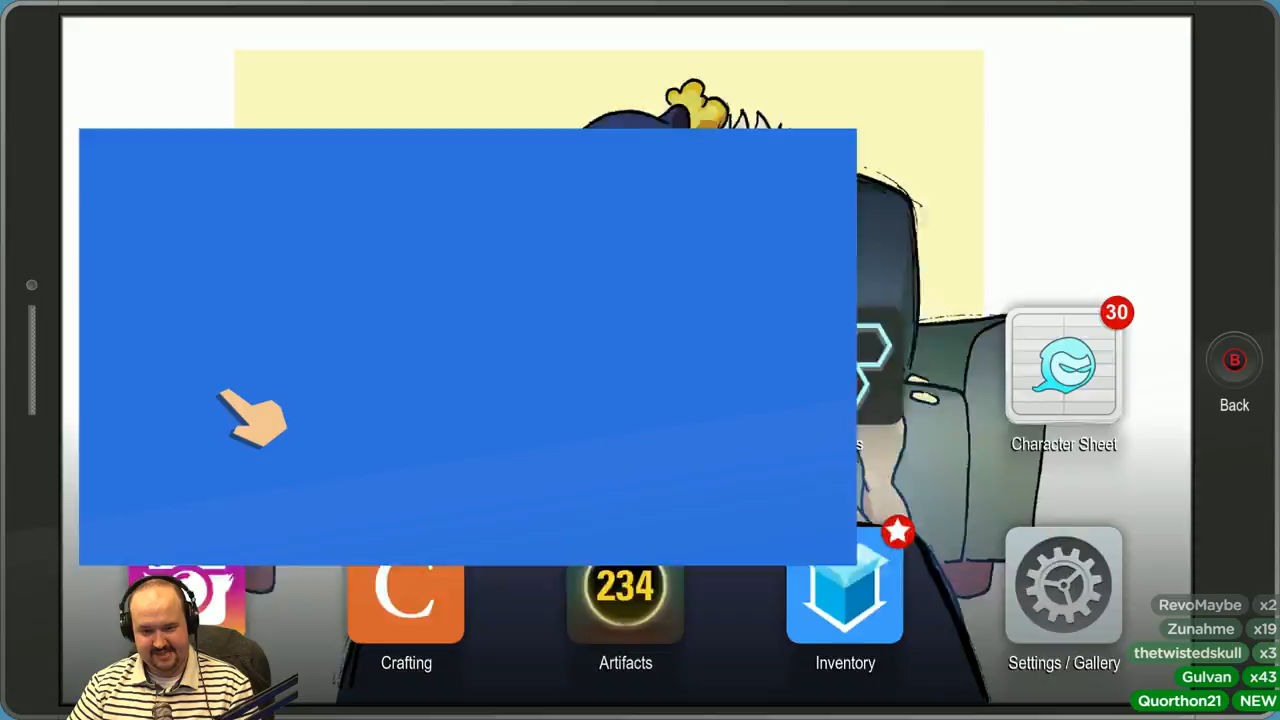 30
B
Back
s
Character Sheet
C
234
Crafting
Artifacts
Inventory
Settings / Gallery
RevoMaybe x2
Zunahme x19
thetwistedskull x3
Gulvan x43
Quorthon21 NEW